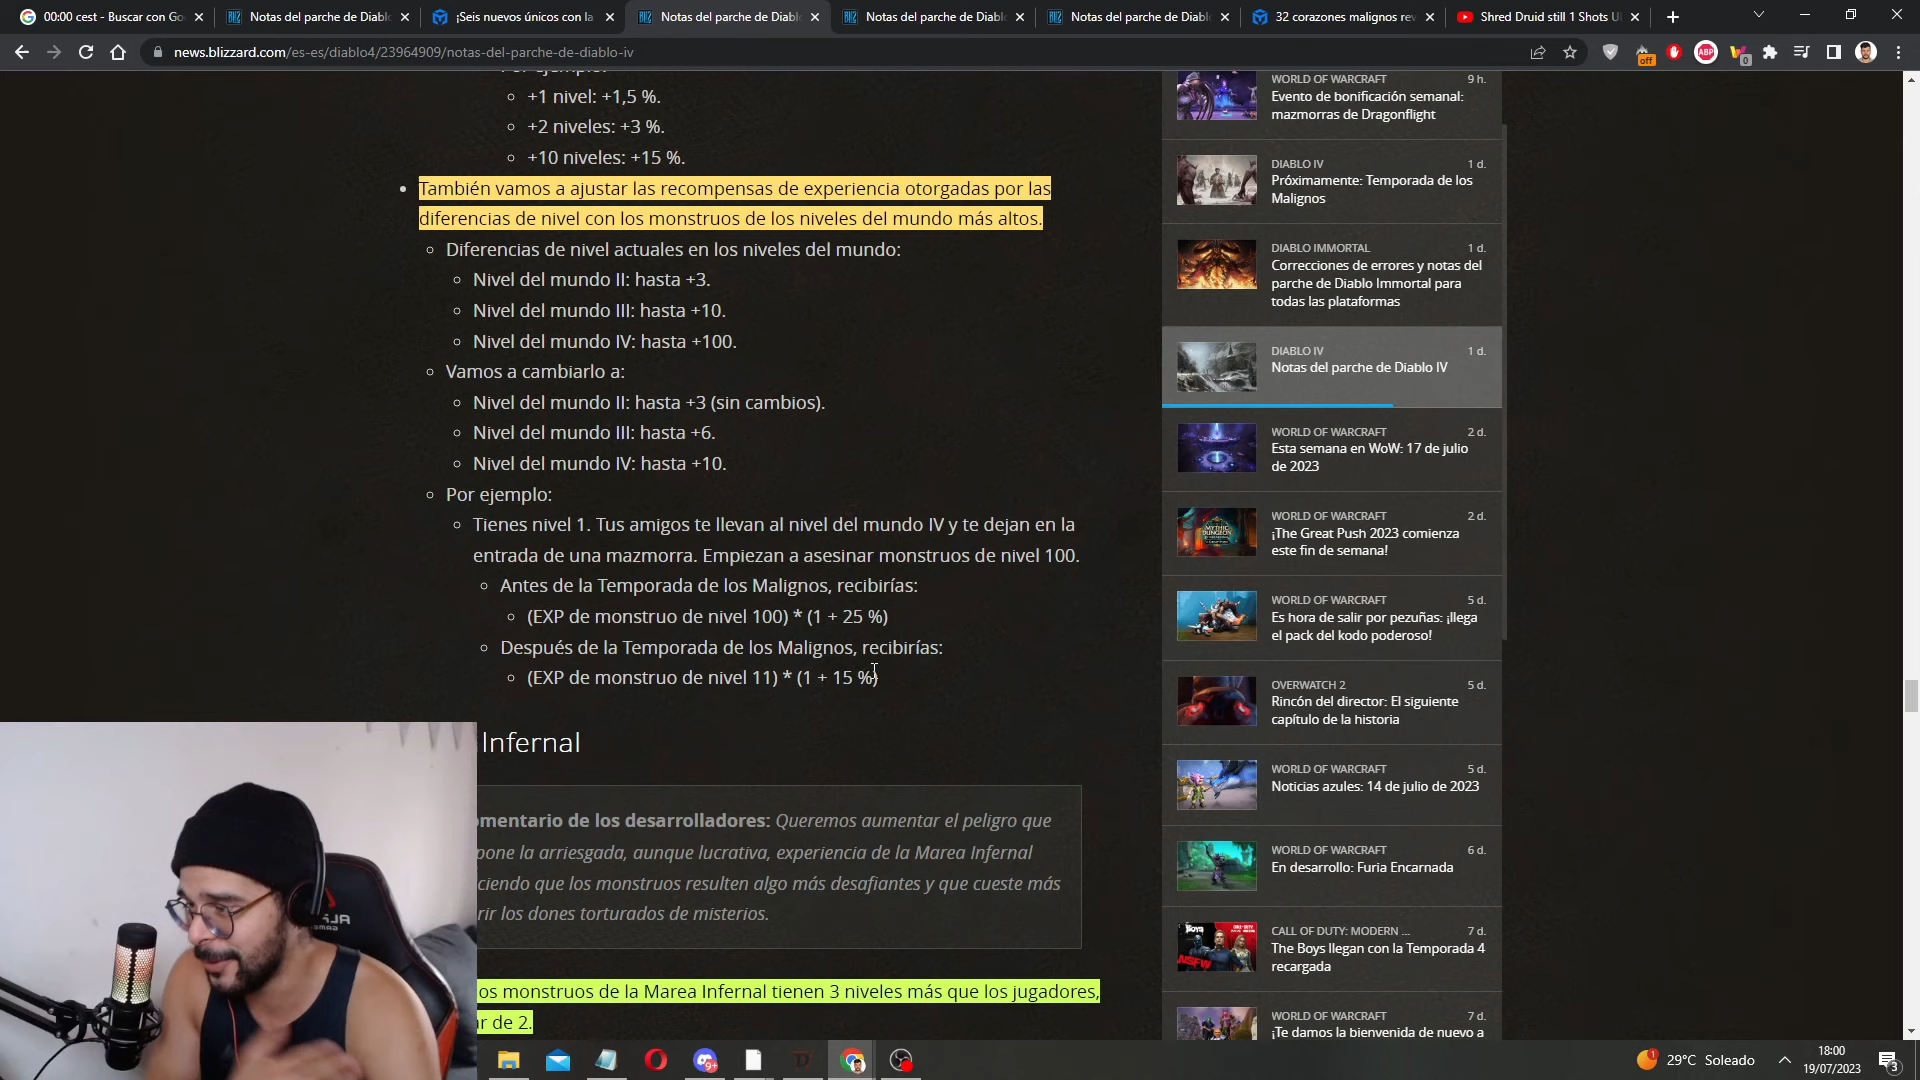 00:00 cest - Buscar con Go
Notas del parche de Diablo
¡Seis nuevos únicos con la
Notas del parche de Diablo
Notas del parche de Diablo
Notas del parche de Diablo
32 corazones malignos rev
Shred Druid still 1 Shots U
news.blizzard.com/es-es/diablo4/23964909/notas-del-parche-de-diablo-iv
off
ABP
0
+1 nivel: +1,5 %.
+2 niveles: +3 %.
+10 niveles: +15 %.
También vamos a ajustar las recompensas de experiencia otorgadas por las
diferencias de nivel con los monstruos de los niveles del mundo más altos.
Diferencias de nivel actuales en los niveles del mundo:
Nivel del mundo II: hasta +3.
Nivel del mundo III: hasta +10.
Nivel del mundo IV: hasta +100.
Vamos a cambiarlo a:
Nivel del mundo II: hasta +3 (sin cambios).
Nivel del mundo III: hasta +6.
Nivel del mundo IV: hasta +10.
Por ejemplo:
Tienes nivel 1. Tus amigos te llevan al nivel del mundo IV y te dejan en la
entrada de una mazmorra. Empiezan a asesinar monstruos de nivel 100.
Antes de la Temporada de los Malignos, recibirías:
(EXP de monstruo de nivel 100) * (1 + 25 %)
Después de la Temporada de los Malignos, recibirías:
(EXP de monstruo de nivel 11) * (1 + 15 %)
Infernal
omentario de los desarrolladores: Queremos aumentar el peligro que
pone la arriesgada, aunque lucrativa, experiencia de la Marea Infernal
ciendo que los monstruos resulten algo más desafiantes y que cueste más
rir los dones torturados de misterios.
os monstruos de la Marea Infernal tienen 3 niveles más que los jugadores,
ar de 2.
WORLD OF WARCRAFT 9 h.
Evento de bonificación semanal:
mazmorras de Dragonflight
DIABLO IV 1 d.
Próximamente: Temporada de los
Malignos
DIABLO IMMORTAL 1 d.
Correcciones de errores y notas del
parche de Diablo Immortal para
todas las plataformas
DIABLO IV 1 d.
Notas del parche de Diablo IV
WORLD OF WARCRAFT 2 d.
Esta semana en WoW: 17 de julio
de 2023
WORLD OF WARCRAFT 2 d.
¡The Great Push 2023 comienza
este fin de semana!
WORLD OF WARCRAFT 5 d.
Es hora de salir por pezuñas: ¡llega
el pack del kodo poderoso!
OVERWATCH 2 5 d.
Rincón del director: El siguiente
capítulo de la historia
WORLD OF WARCRAFT 5 d.
Noticias azules: 14 de julio de 2023
WORLD OF WARCRAFT 6 d.
En desarrollo: Furia Encarnada
CALL OF DUTY: MODERN ... 7 d.
The Boys llegan con la Temporada 4
recargada
WORLD OF WARCRAFT 7 d.
¡Te damos la bienvenida de nuevo a
29°C Soleado
18:00
19/07/2023
3